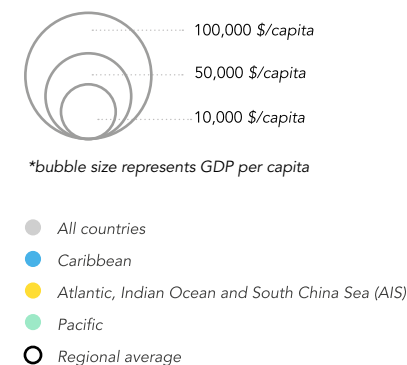 100,000 $/capita
50,000 $/capita
10,000 $/capita
*bubble size represents GDP per capita
All countries
Caribbean
Atlantic, Indian Ocean and South China Sea (AIS)
Pacific
Regional average